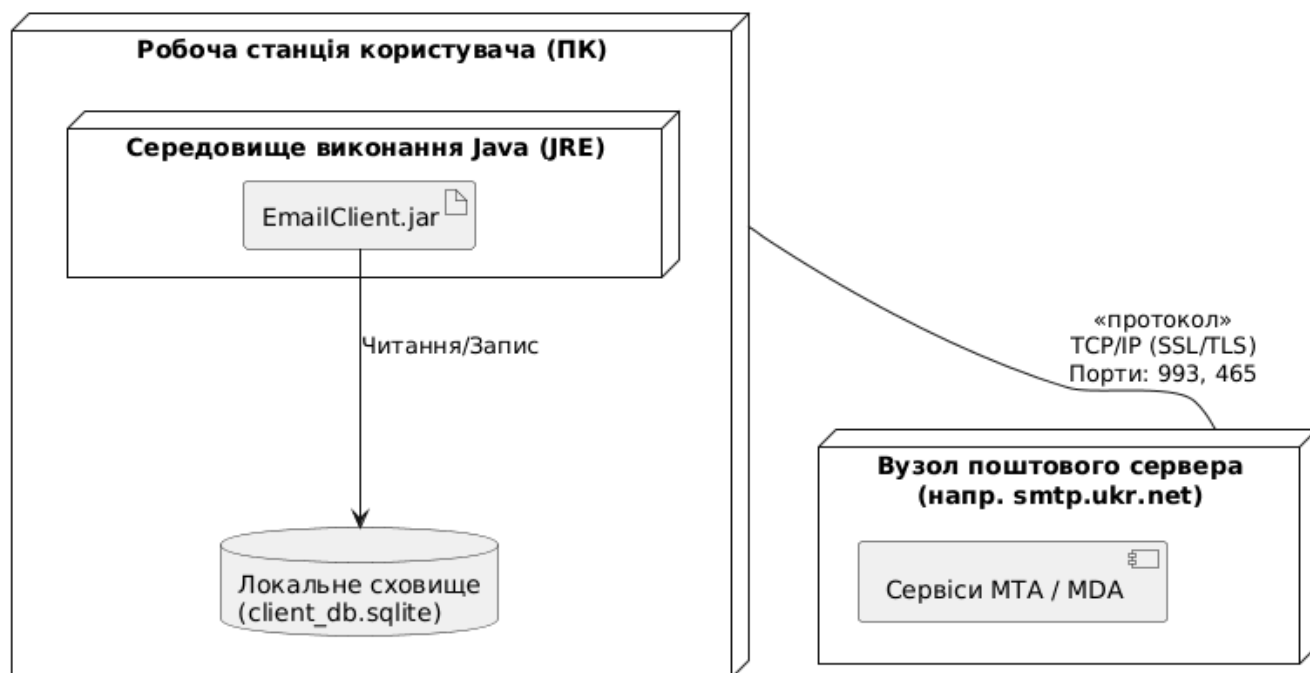 Робоча станція користувача (ПК)
Середовище виконання Java (JRE)
EmailClient.jar
Читання/Запис
«протокол»
TCP/IP (SSL/TLS)
Порти: 993, 465
Вузол поштового сервера
(напр. smtp.ukr.net)
Локальне сховище
(client_db.sqlite)
Сервіси MTA / MDA